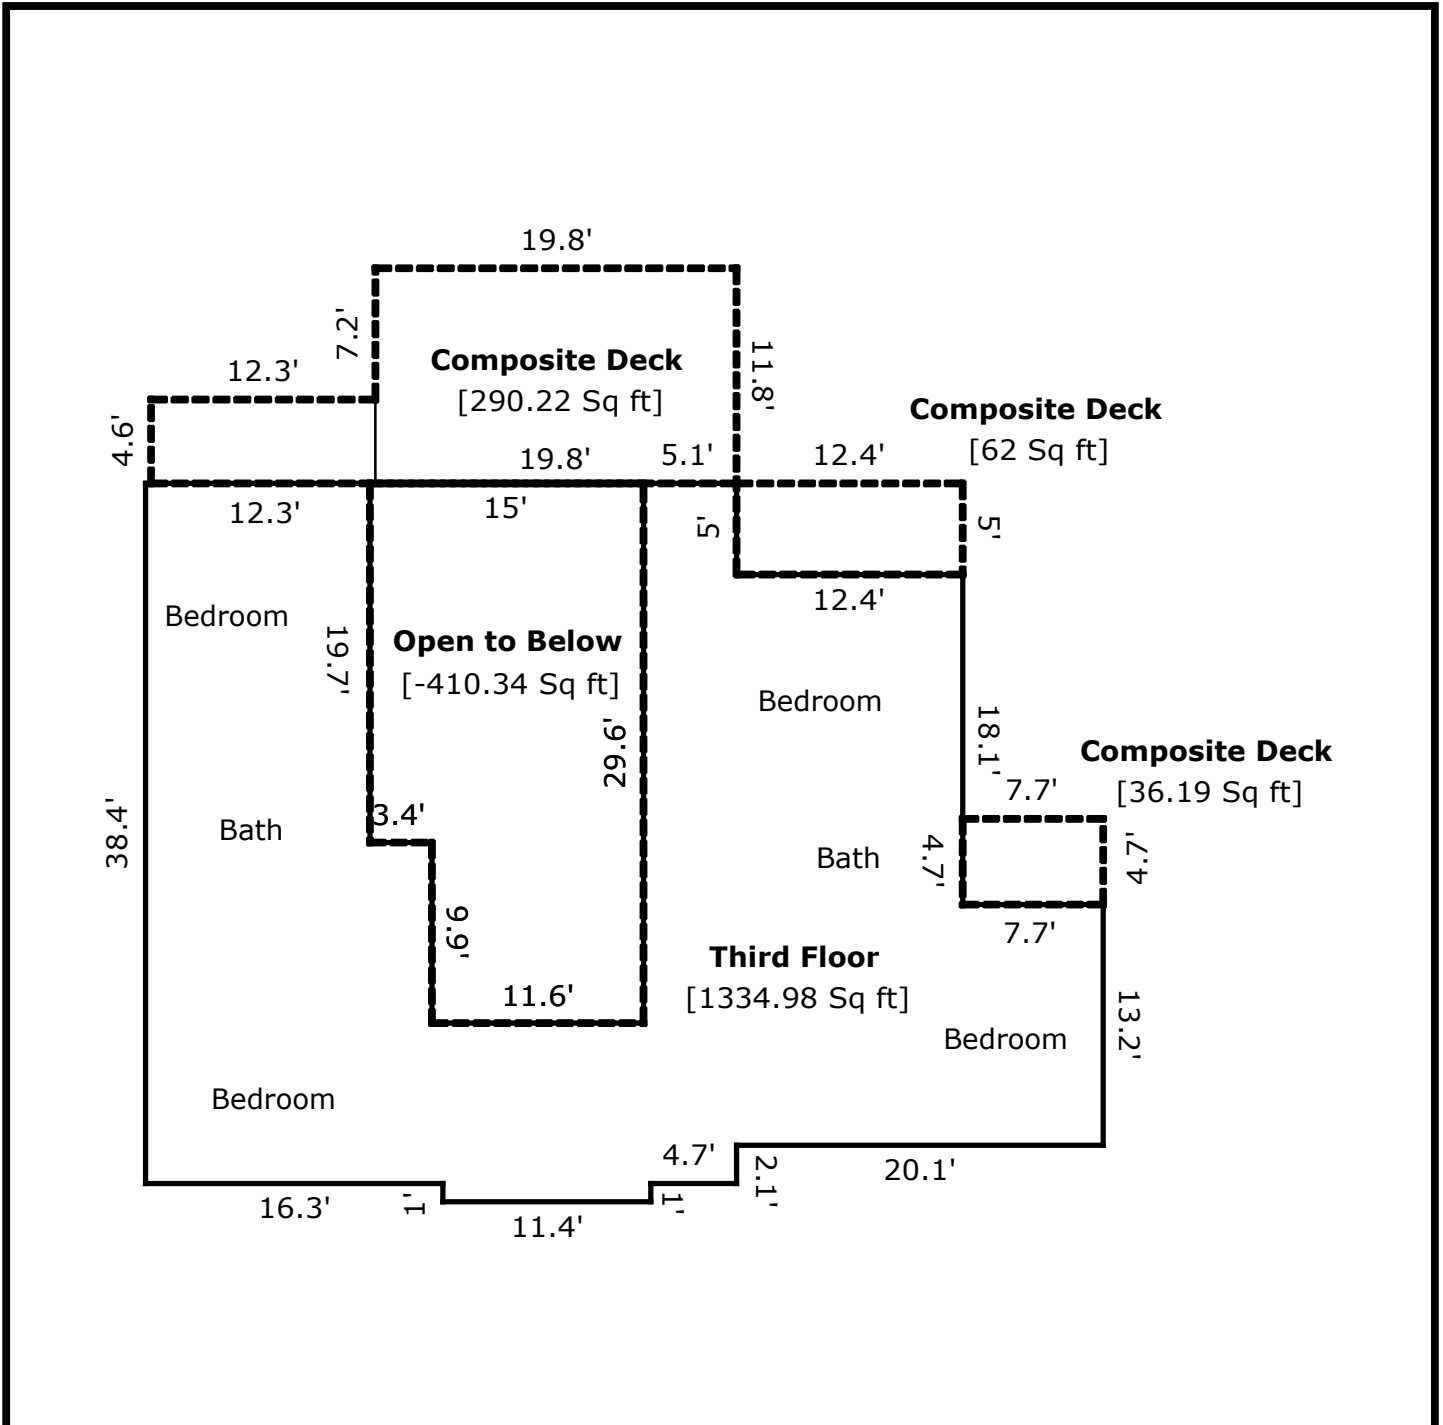 19.8'
7.2'
12.3'
Composite Deck
[290.22 Sq ft]
11.8'
4.6'
Composite Deck
[62 Sq ft]
19.8'
5.1'
12.4'
12.3'
15'
5'
5'
12.4'
Bedroom
19.7'
Open to Below
[-410.34 Sq ft]
Bedroom
29.6'
18.1'
Composite Deck
[36.19 Sq ft]
7.7'
3.4'
38.4'
Bath
Bath
4.7'
4.7'
9.9'
7.7'
Third Floor
[1334.98 Sq ft]
11.6'
13.2'
Bedroom
Bedroom
4.7'
2.1'
20.1'
16.3'
1'
1'
11.4'